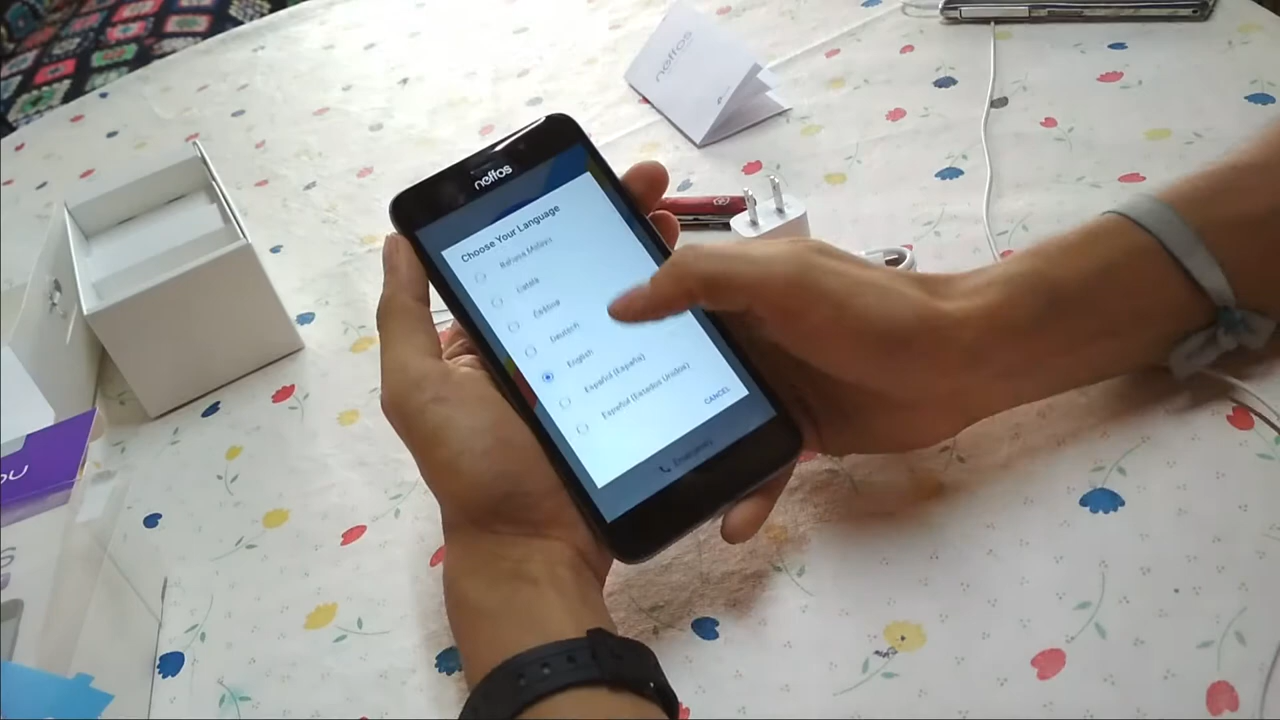 neffos
neffos
Choose Your Language
Bahasa Melayu
Català
Čeština
Deutsch
English
Español (España)
Español (Estados Unidos)
CANCEL